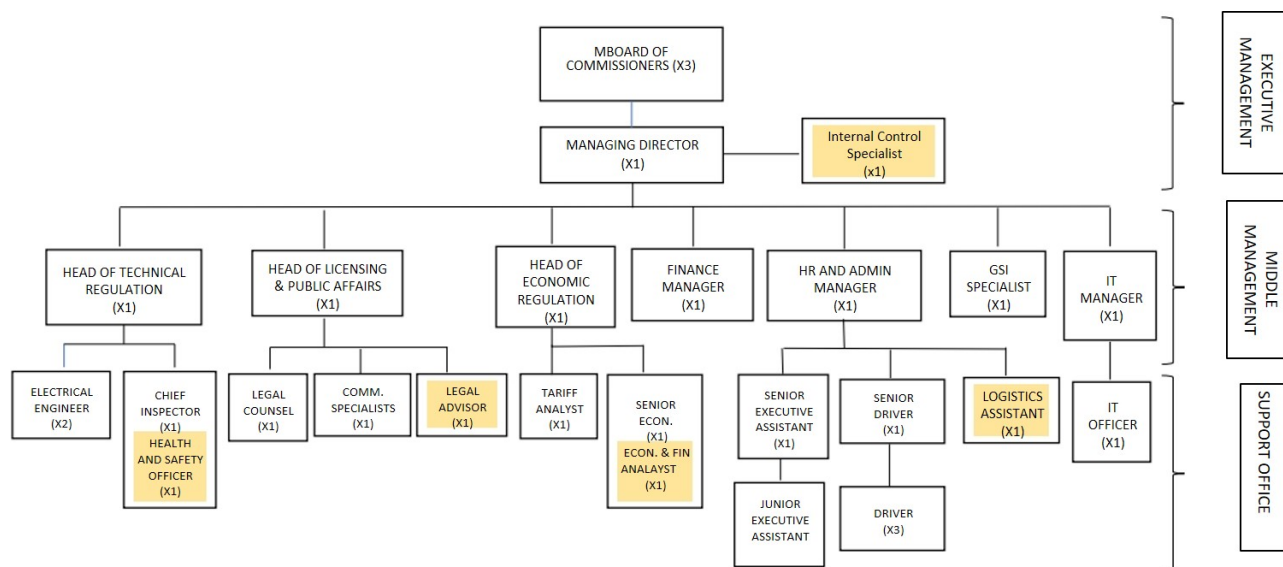 MBOARD OF
COMMISSIONERS (X3)
EXECUTIVE
MANAGEMENT
MANAGING DIRECTOR
(X1)
Internal Control
Specialist
(x1)
MIDDLE
MANAGEMENT
HEAD OF TECHNICAL
REGULATION
(X1)
HEAD OF LICENSING
& PUBLIC AFFAIRS
(X1)
HEAD OF
ECONOMIC
REGULATION
(X1)
FINANCE
MANAGER
(X1)
HR AND ADMIN
MANAGER
(X1)
GSI
SPECIALIST
(X1)
IT
MANAGER
(X1)
SUPPORT OFFICE
ELECTRICAL
ENGINEER
(X2)
CHIEF
INSPECTOR
(X1)
HEALTH
AND SAFETY
OFFICER
(X1)
LEGAL
COUNSEL
(X1)
COMM.
SPECIALISTS
(X1)
LEGAL
ADVISOR
(X1)
TARIFF
ANALYST
(X1)
SENIOR
ECON.
(X1)
ECON. & FIN
ANALAYST
(X1)
SENIOR
EXECUTIVE
ASSISTANT
(X1)
SENIOR
DRIVER
(X1)
LOGISTICS
ASSISTANT
(X1)
IT
OFFICER
(X1)
JUNIOR
EXECUTIVE
ASSISTANT
DRIVER
(X3)